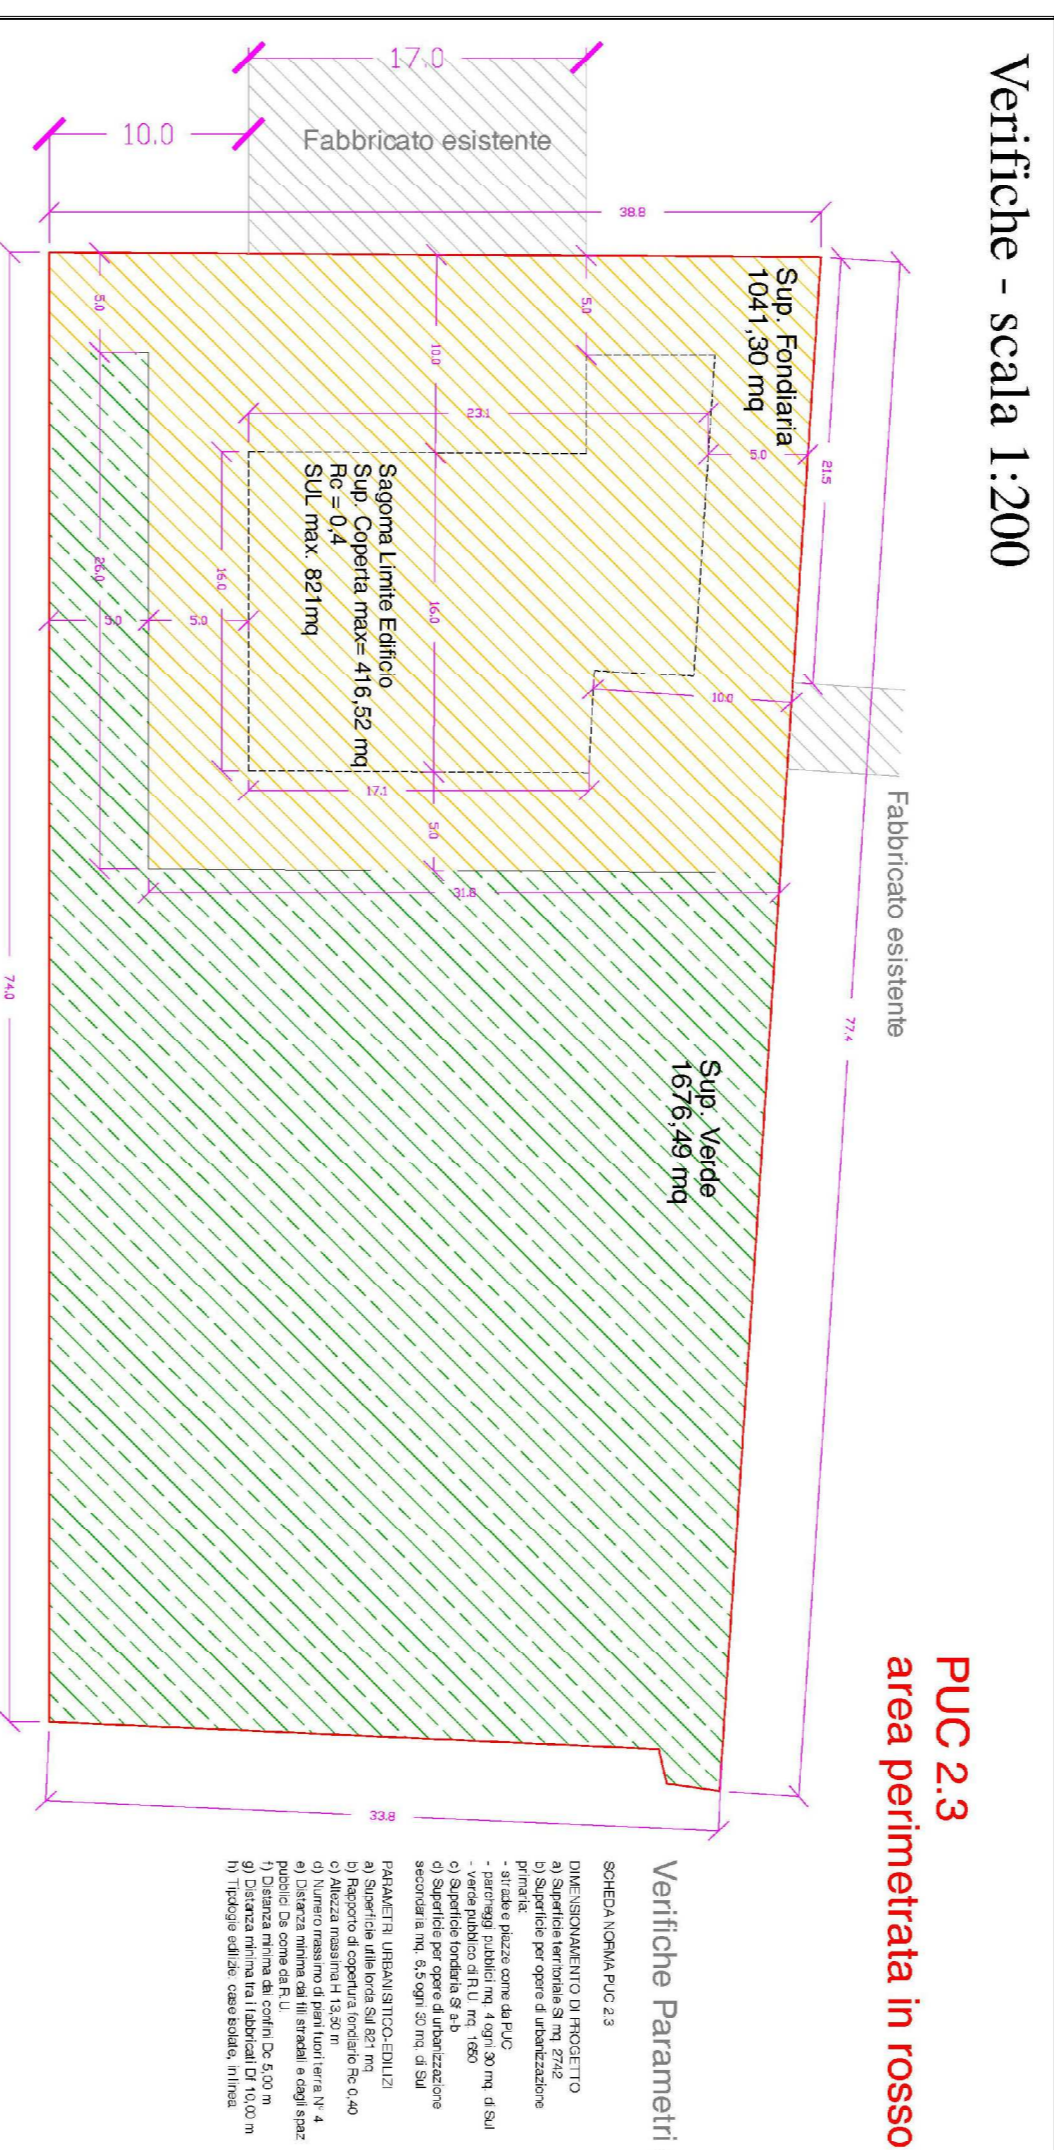 Verifiche - scala 1:200
PUC 2.3
area perimetrata in rosso
17.0
Fabbricato esistente
10.0
38.8
Sup. Fondiaria
1041,30 mq
5.0
5.0
10.0
23.1
5.0
21.5
Sagoma Limite Edificio
Sup. Coperta max= 416,52 mq
Rc = 0,4
SUL max. 821mq
26.0
16.0
16.0
5.0
5.0
10.0
17.1
5.0
31.8
Fabbricato esistente
77.4
74.0
Sup. Verde
1676,49 mq
33.8
Verifiche Parametri
SCHEDA NORMA PUC 2.3
DIMENSIONAMENTO DI PROGETTO
a) Superficie territoriale St mq. 2742
b) Superficie per opere di urbanizzazione
primaria:
- strade e piazze come da PUC
- parcheggi pubblici mq. 4 ogni 30 mq. di Sul
- verde pubblico di R.U. mq. 1650
c) Superficie fondiaria Sf a-b
d) Superficie per opere di urbanizzazione
secondaria mq. 6,5 ogni 30 mq. di Sul
PARAMETRI URBANISITICO-EDILIZI
a) Superficie utile lorda Sul 821 mq
b) Rapporto di copertura fondiario Rc 0,40
c) Altezza massima H 13,50 m
d) Numero massimo di piani fuori terra N° 4
e) Distanza minima dai fili stradali e dagli spaz
pubblici Ds come da R.U.
f) Distanza minima dai confini Dc 5,00 m
g) Distanza minima tra i fabbricati Df 10,00 m
h) Tipologie edilizie: case isolate, in linea